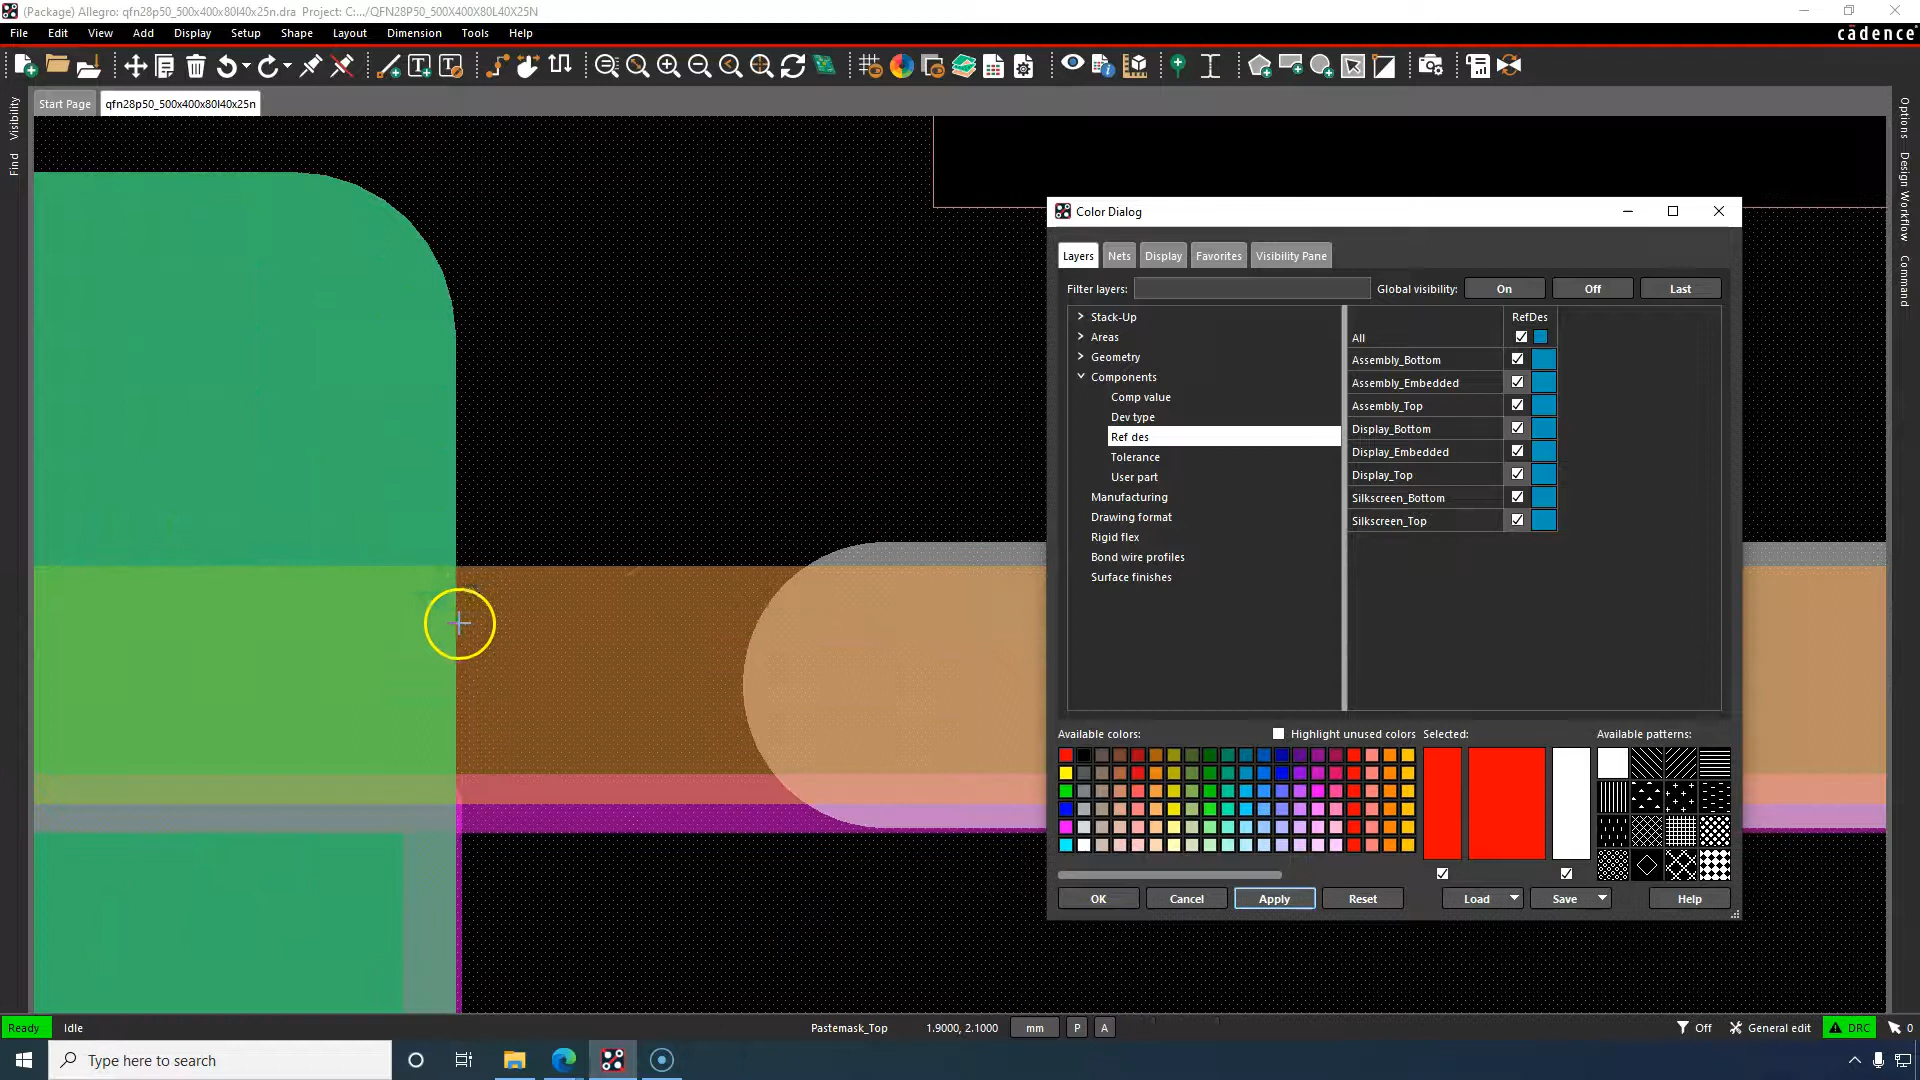 (Package) Allegro: qfn28p50_500x400x80l40x25n.dra  Project: C:.../QFN28P50_500X400X80L40X25N
File Edit View Add Display Setup Shape Layout Dimension Tools Help
cādence
Start Page qfn28p50_500x400x80l40x25n
Visibility
Find
Options
Design Workflow
Command
Color Dialog
Layers Nets Display Favorites Visibility Pane
Filter layers: Global visibility: On Off Last
Stack-Up
Areas
Geometry
Components
Comp value
Dev type
Ref des
Tolerance
User part
Manufacturing
Drawing format
Rigid flex
Bond wire profiles
Surface finishes
RefDes
All
Assembly_Bottom
Assembly_Embedded
Assembly_Top
Display_Bottom
Display_Embedded
Display_Top
Silkscreen_Bottom
Silkscreen_Top
Available colors: Highlight unused colors Selected: Available patterns:
OK Cancel Apply Reset Load Save Help
Ready Idle Pastemask_Top 1.9000, 2.1000 mm P A Off General edit DRC 0
Type here to search